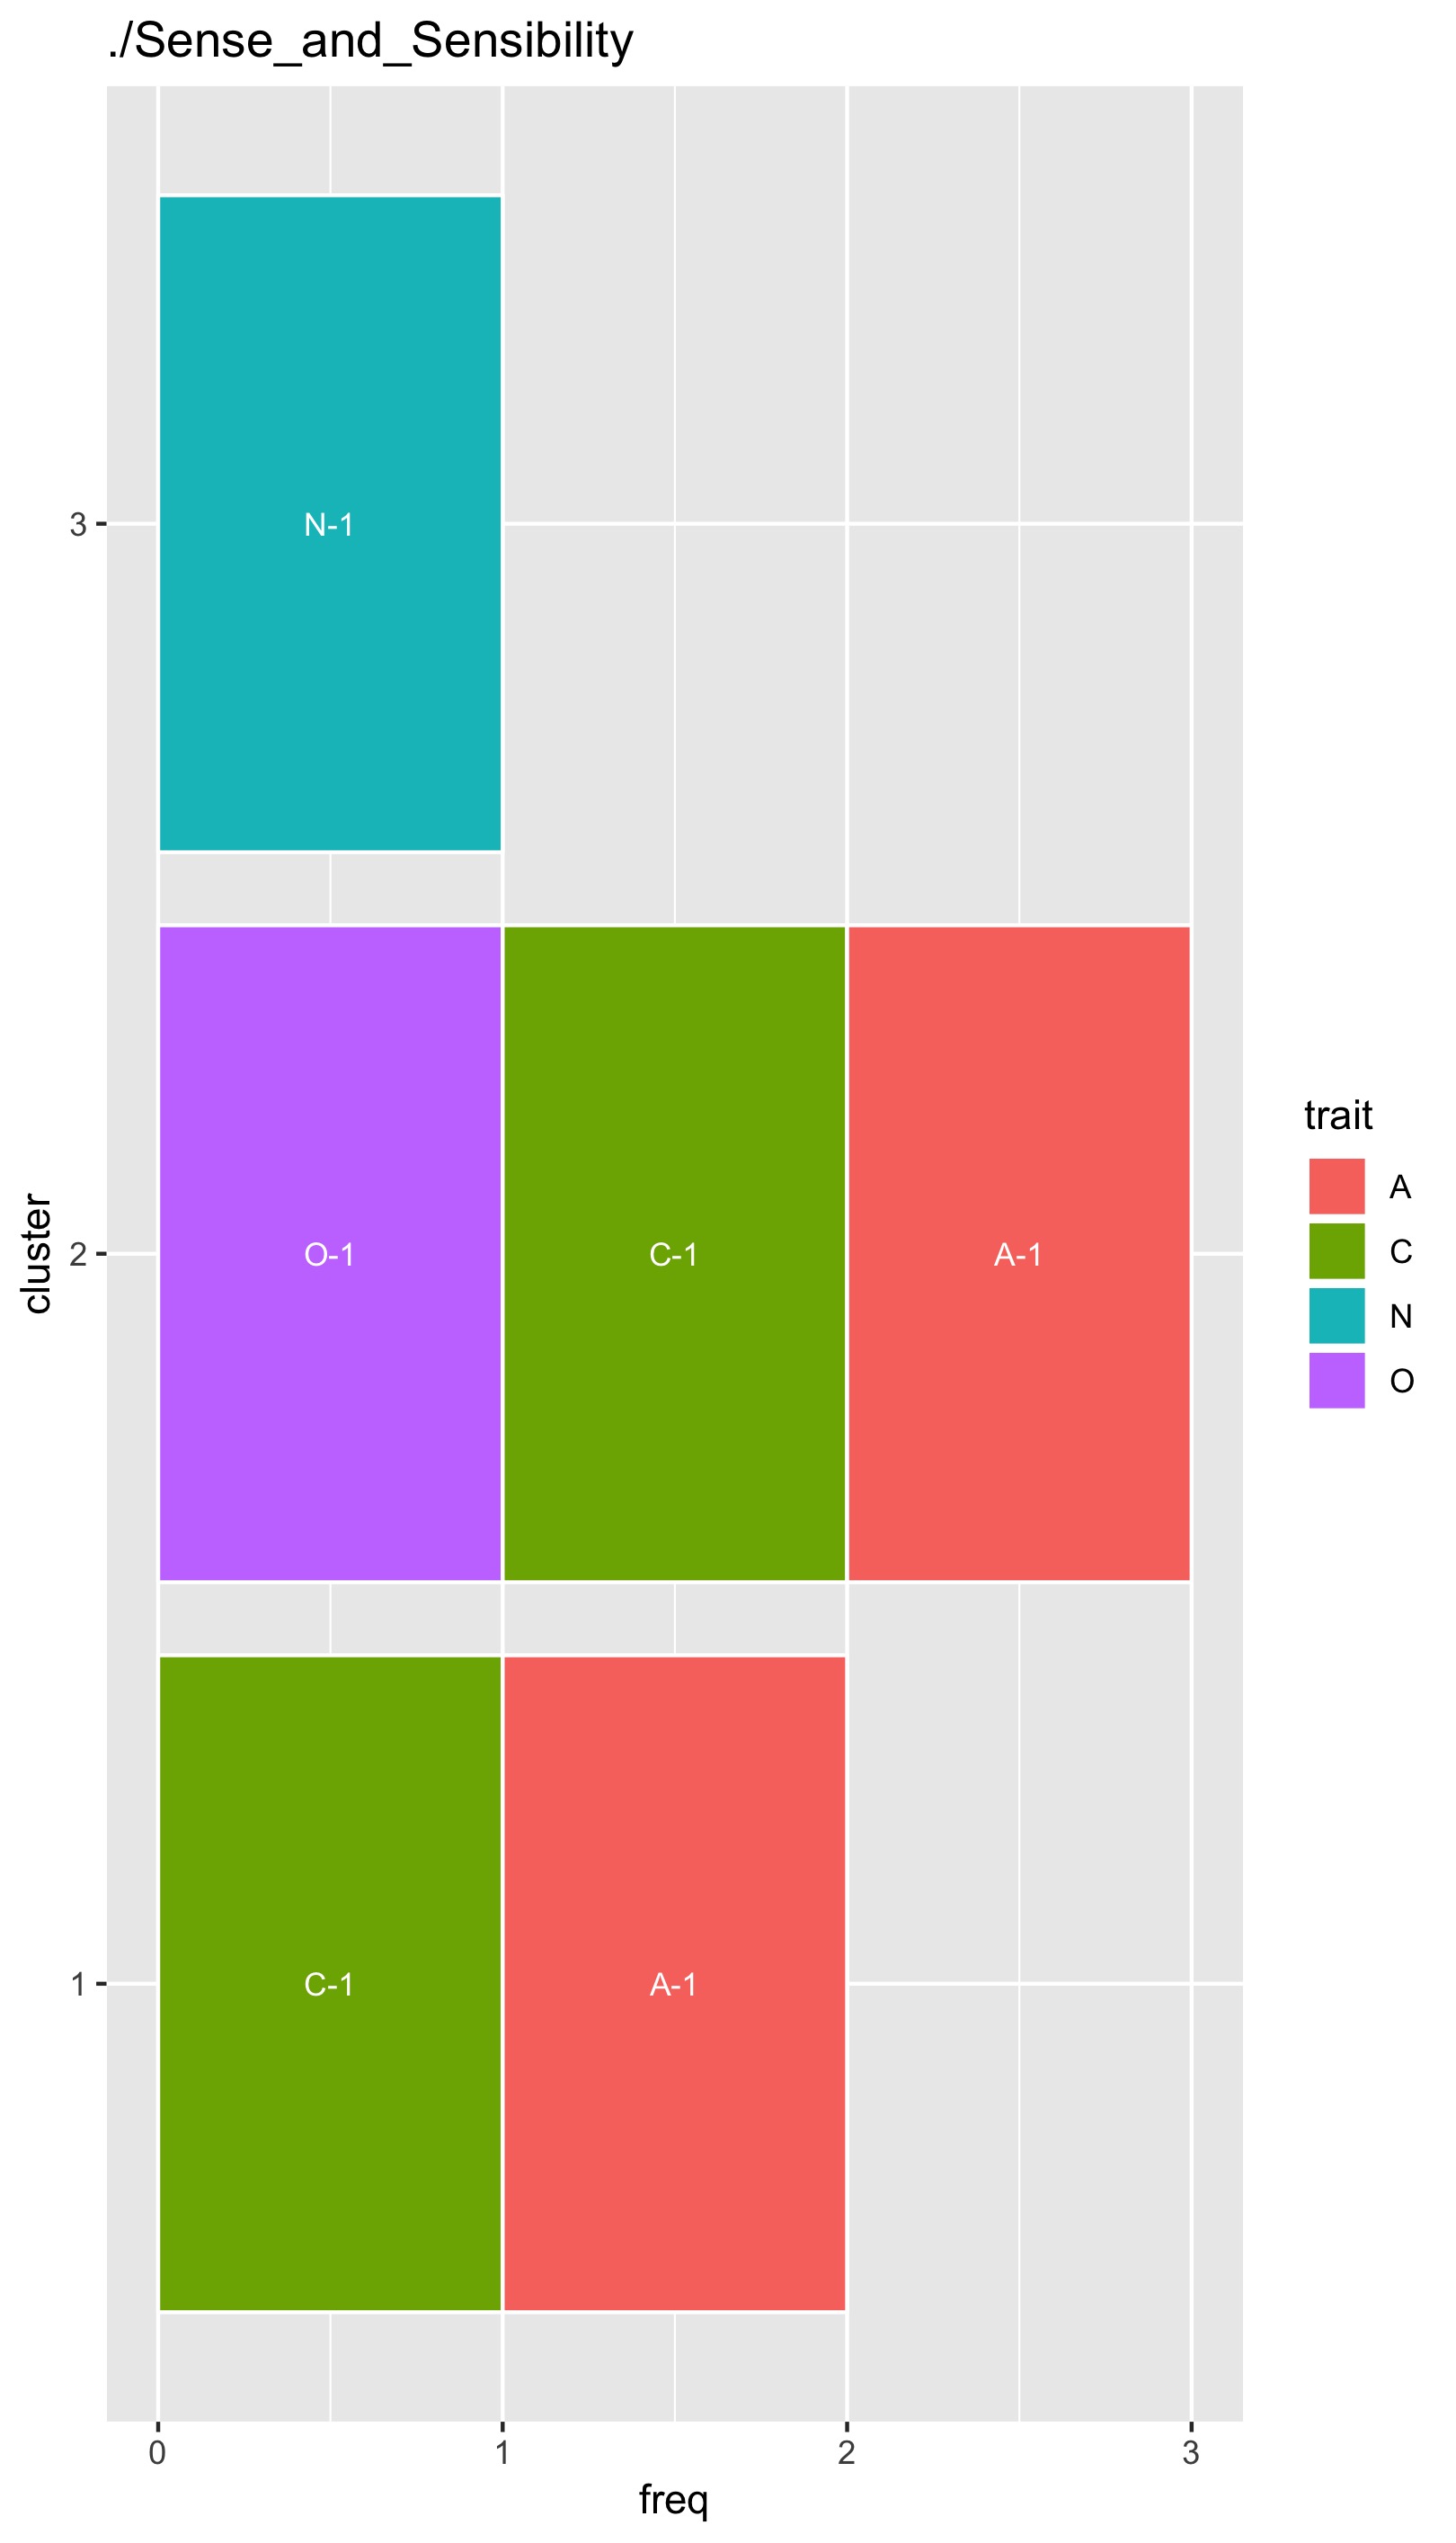 ./Sense_and_Sensibility
3
N-1
cluster
2
O-1 C-1 A-1
1
C-1 A-1
0 1 2 3
freq
trait
A
C
N
O